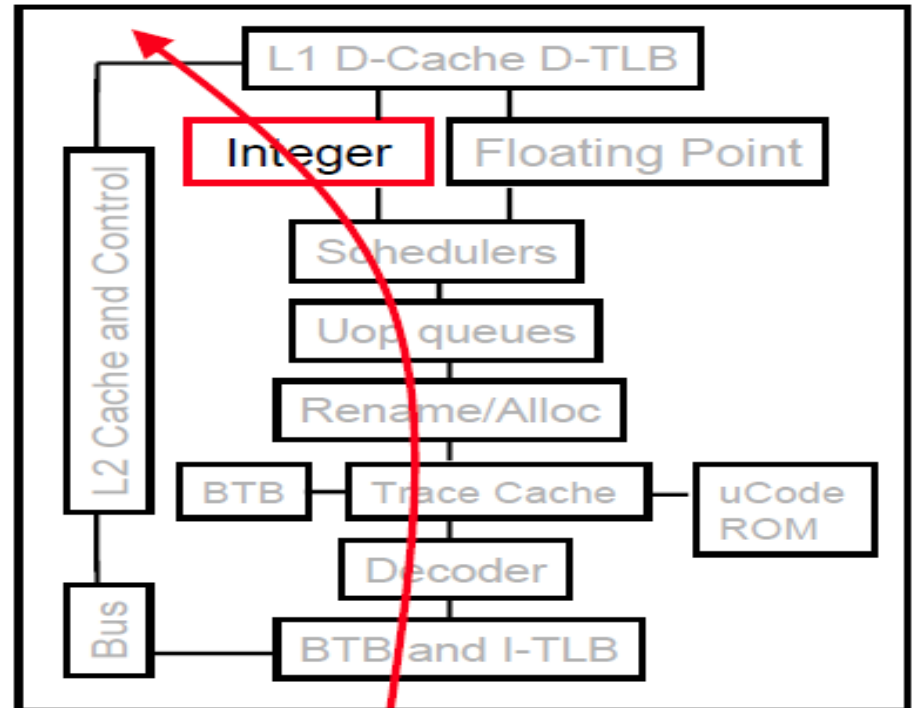 L1 D-Cache D-TLB
Integer
Floating Point
L2 Cache and Control
Schedulers
Uop queues
Rename/Alloc
BTB
Trace Cache
uCode
ROM
Decoder
Bus
BTB and I-TLB